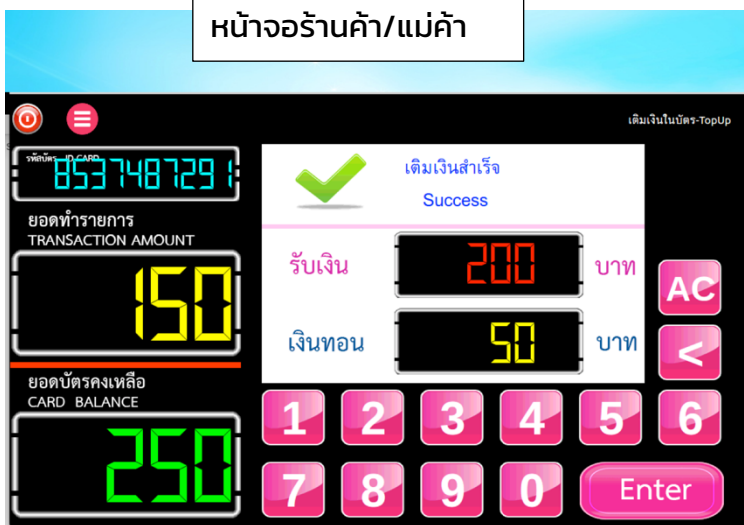 หน้าจอร้านค้า/แม่ค้า
เติมเงินในบัตร-TopUp
รหัสบัตร ID CARD
8537487291
ยอดทำรายการ
TRANSACTION AMOUNT
150
ยอดบัตรคงเหลือ
CARD BALANCE
250
เติมเงินสำเร็จ
Success
รับเงิน 200 บาท
เงินทอน 50 บาท
AC
<
1 2 3 4 5 6
7 8 9 0 Enter